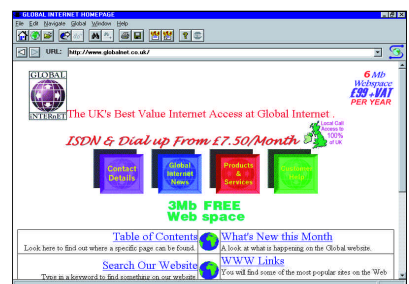 GLOBAL INTERNET HOMEPAGE
File Edit Navigate Global Window Help
URL: http://www.globalnet.co.uk/
GLOBAL
iNTERnET
6 Mb
Webspace
£99 +VAT
PER YEAR
The UK's Best Value Internet Access at Global Internet .
Local Call
Access to
100%
of UK
ISDN & Dial up From £7.50/Month
Contact
Details
Global
Internet
News
Products
&
Services
Customer
Help
3Mb FREE
Web space
Table of Contents
Look here to find out where a specific page can be found.
What's New this Month
A look at what is happening on the Global website.
Search Our Website
Type in a keyword to find something on our website
WWW Links
You will find some of the most popular sites on the Web